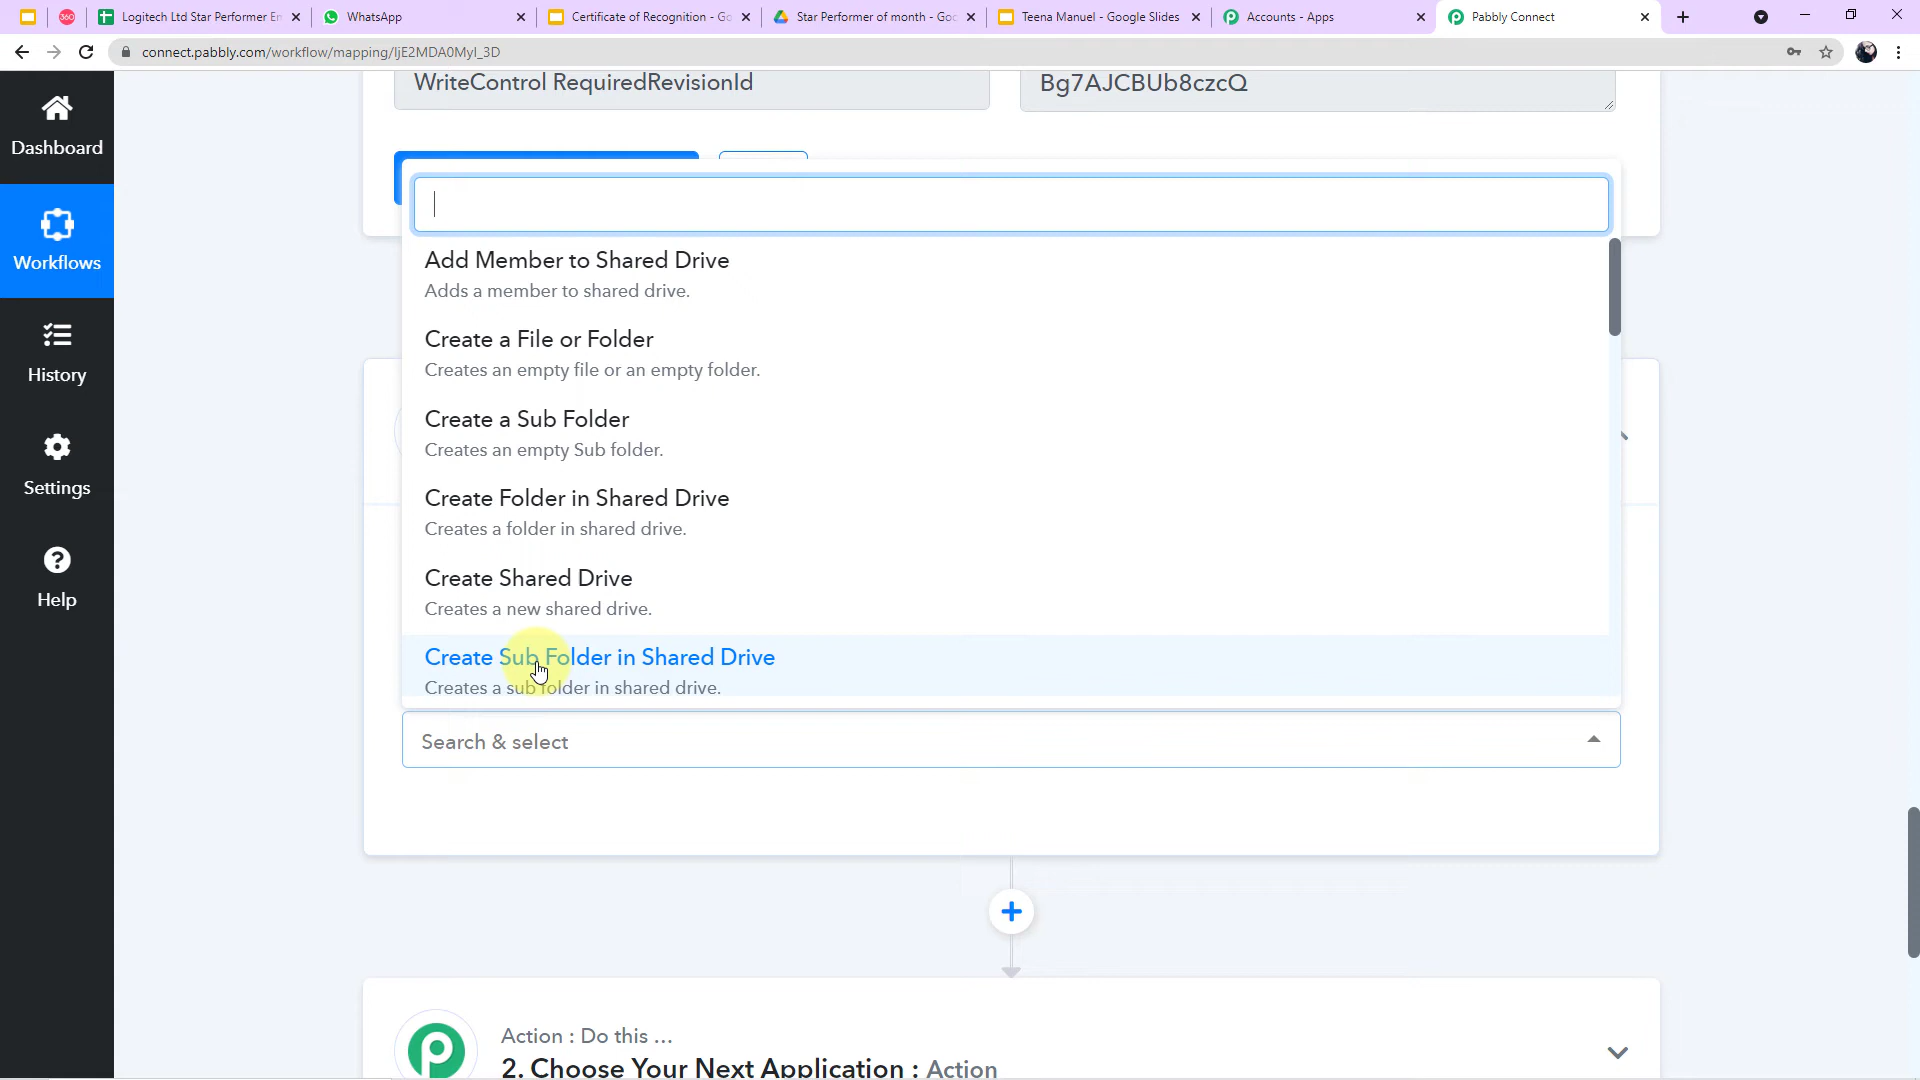 Logitech Ltd Star Performer Em
WhatsApp
Certificate of Recognition - Go
Star Performer of month - Goo
Teena Manuel - Google Slides
Accounts - Apps
Pabbly Connect
connect.pabbly.com/workflow/mapping/IjE2MDA0MyI_3D
Dashboard
Workflows
History
Settings
Help
WriteControl RequiredRevisionId
Bg7AJCBUb8czcQ
Add Member to Shared Drive
Adds a member to shared drive.
Create a File or Folder
Creates an empty file or an empty folder.
Create a Sub Folder
Creates an empty Sub folder.
Create Folder in Shared Drive
Creates a folder in shared drive.
Create Shared Drive
Creates a new shared drive.
Create Sub Folder in Shared Drive
Creates a sub folder in shared drive.
Search & select
Action : Do this ...
2. Choose Your Next Application : Action